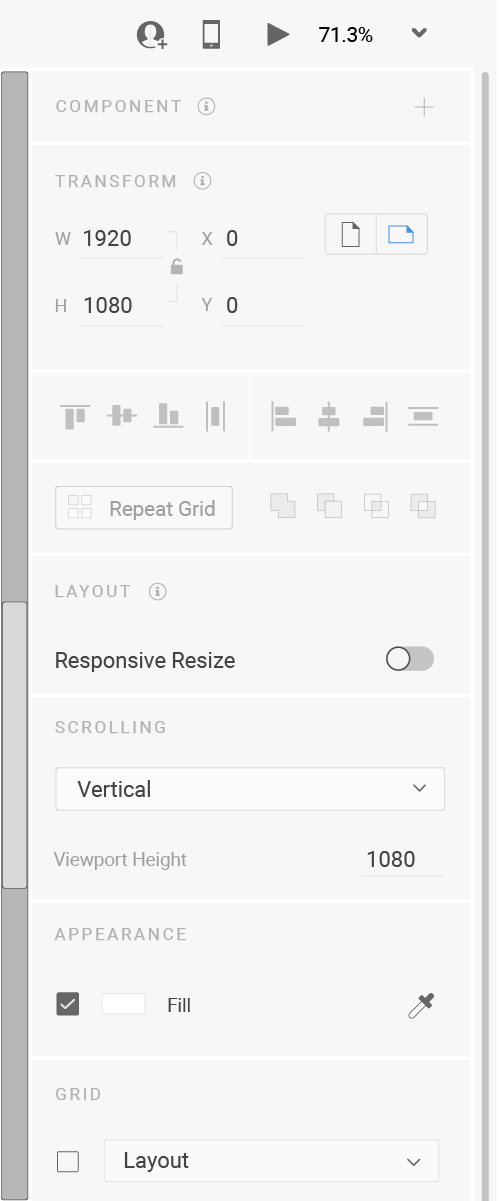 71.3%
COMPONENT
TRANSFORM
W 1920 X 0
H 1080 Y 0
Repeat Grid
LAYOUT
Responsive Resize
SCROLLING
Vertical
Viewport Height 1080
APPEARANCE
Fill
GRID
Layout